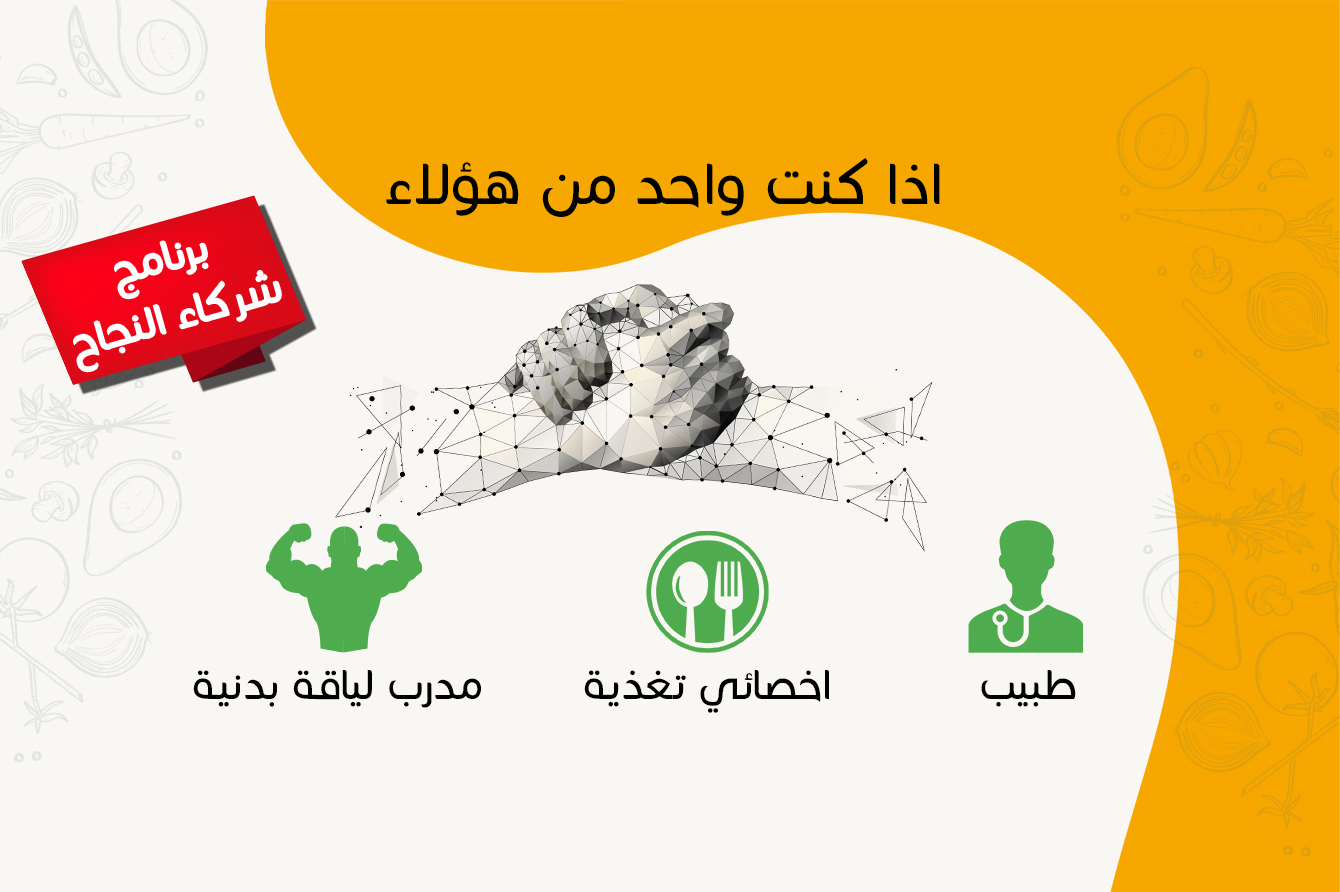 اذا كنت واحد من هؤلاء
برنامج
شركاء النجاح
طبيب
اخصائي تغذية
مدرب لياقة بدنية